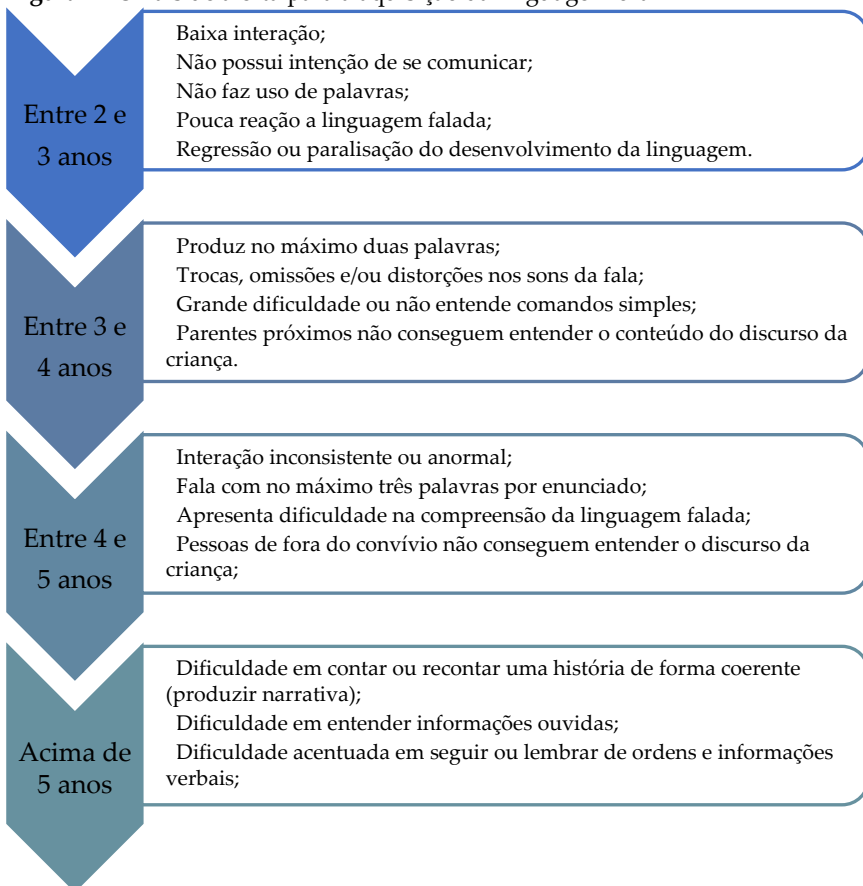 Baixa interação;
Não possui intenção de se comunicar;
Não faz uso de palavras;
Pouca reação a linguagem falada;
Regressão ou paralisação do desenvolvimento da linguagem.
Entre 2 e
3 anos
Produz no máximo duas palavras;
Trocas, omissões e/ou distorções nos sons da fala;
Grande dificuldade ou não entende comandos simples;
Parentes próximos não conseguem entender o conteúdo do discurso da
criança.
Entre 3 e
4 anos
Interação inconsistente ou anormal;
Fala com no máximo três palavras por enunciado;
Apresenta dificuldade na compreensão da linguagem falada;
Pessoas de fora do convívio não conseguem entender o discurso da
criança;
Entre 4 e
5 anos
Dificuldade em contar ou recontar uma história de forma coerente
(produzir narrativa);
Dificuldade em entender informações ouvidas;
Dificuldade acentuada em seguir ou lembrar de ordens e informações
verbais;
Acima de
5 anos